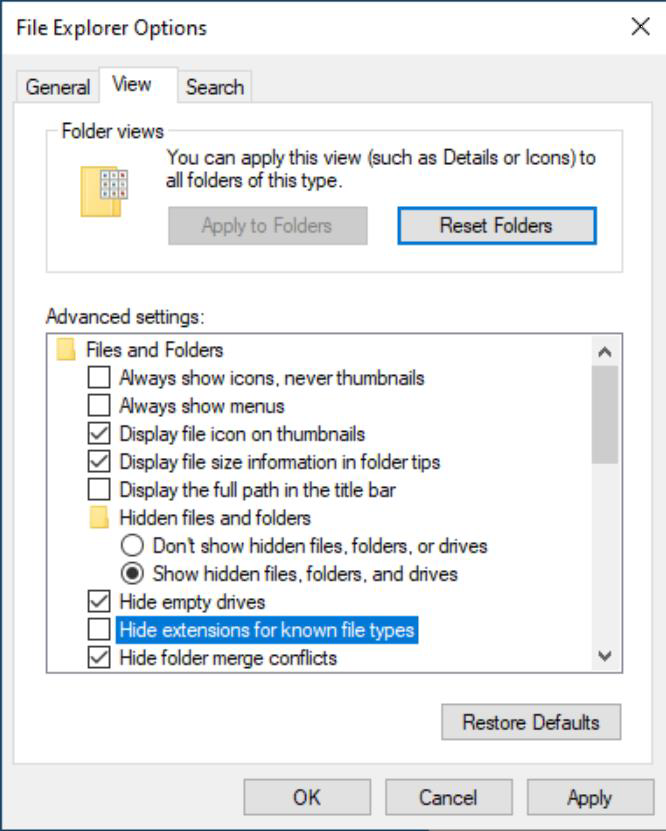 File Explorer Options
General View Search
Folder views
You can apply this view (such as Details or Icons) to
all folders of this type.
Apply to Folders Reset Folders
Advanced settings:
Files and Folders
Always show icons, never thumbnails
Always show menus
Display file icon on thumbnails
Display file size information in folder tips
Display the full path in the title bar
Hidden files and folders
Don't show hidden files, folders, or drives
Show hidden files, folders, and drives
Hide empty drives
Hide extensions for known file types
Hide folder merge conflicts
Restore Defaults
OK Cancel Apply